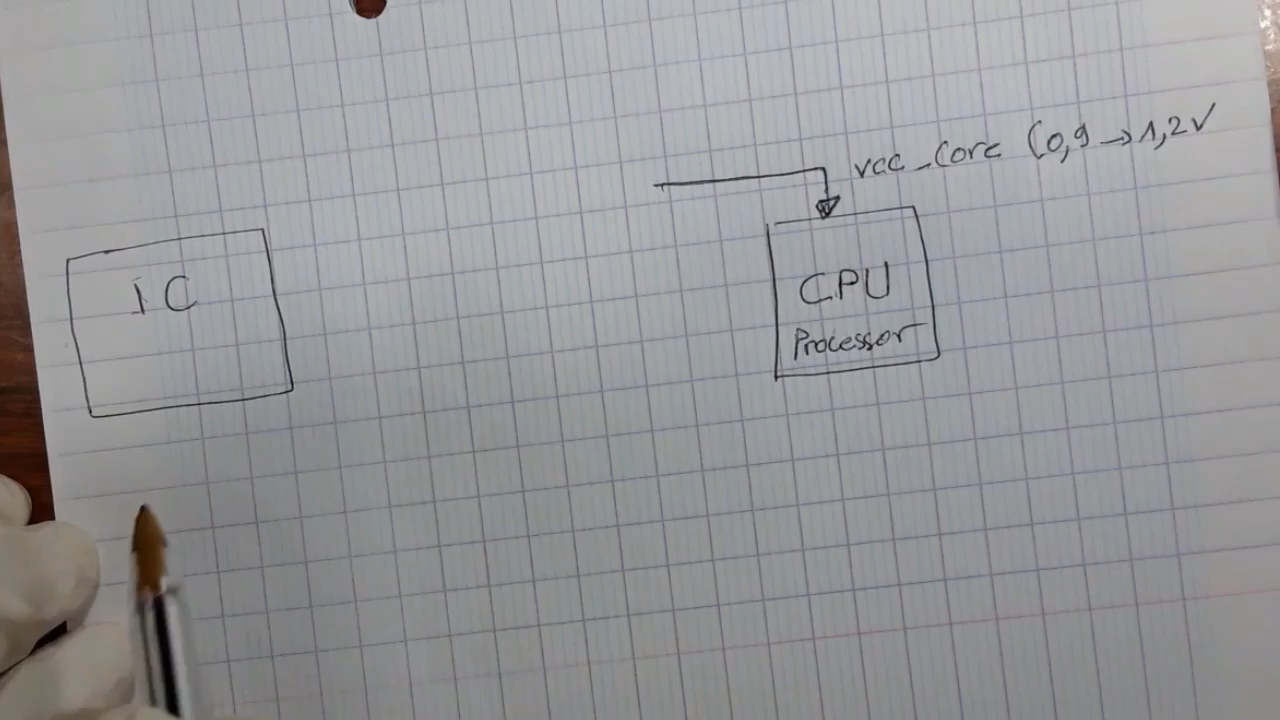 vcc_Core (0,9 → 1,2V
IC
CPU
Processor